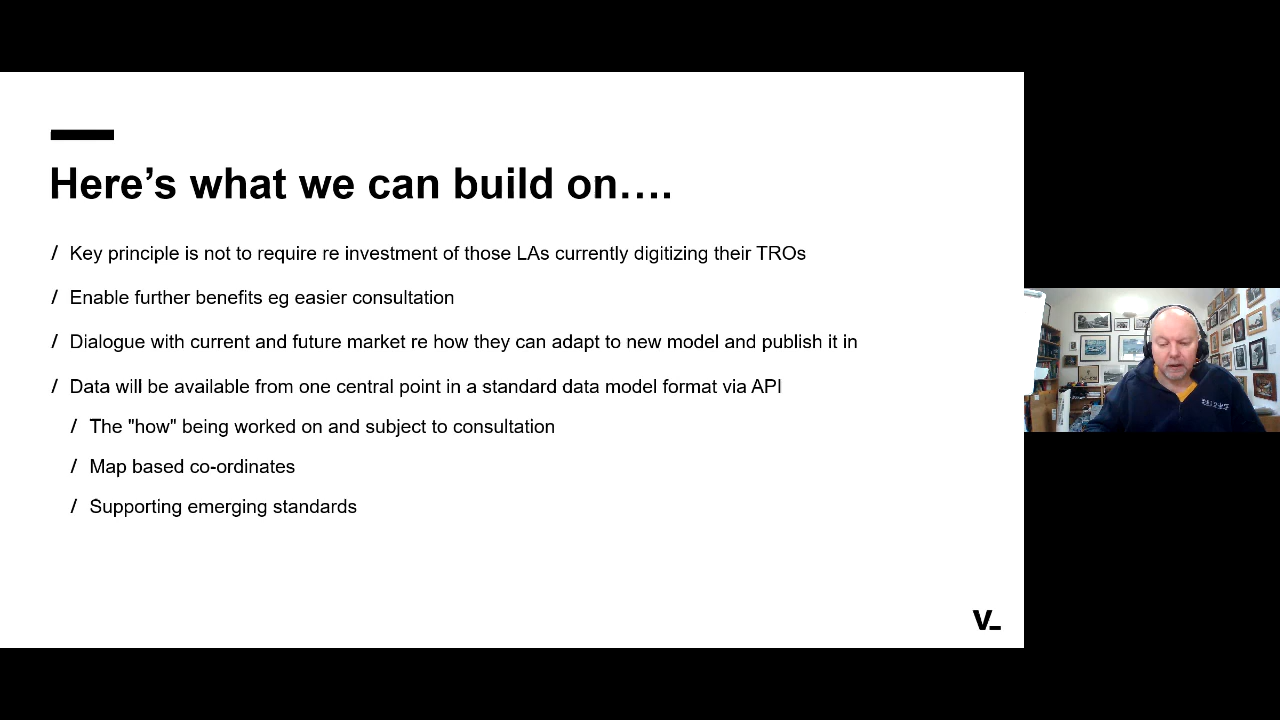 Here's what we can build on….
/ Key principle is not to require re investment of those LAs currently digitizing their TROs
/ Enable further benefits eg easier consultation
/ Dialogue with current and future market re how they can adapt to new model and publish it in
/ Data will be available from one central point in a standard data model format via API
/ The "how" being worked on and subject to consultation
/ Map based co-ordinates
/ Supporting emerging standards
V_